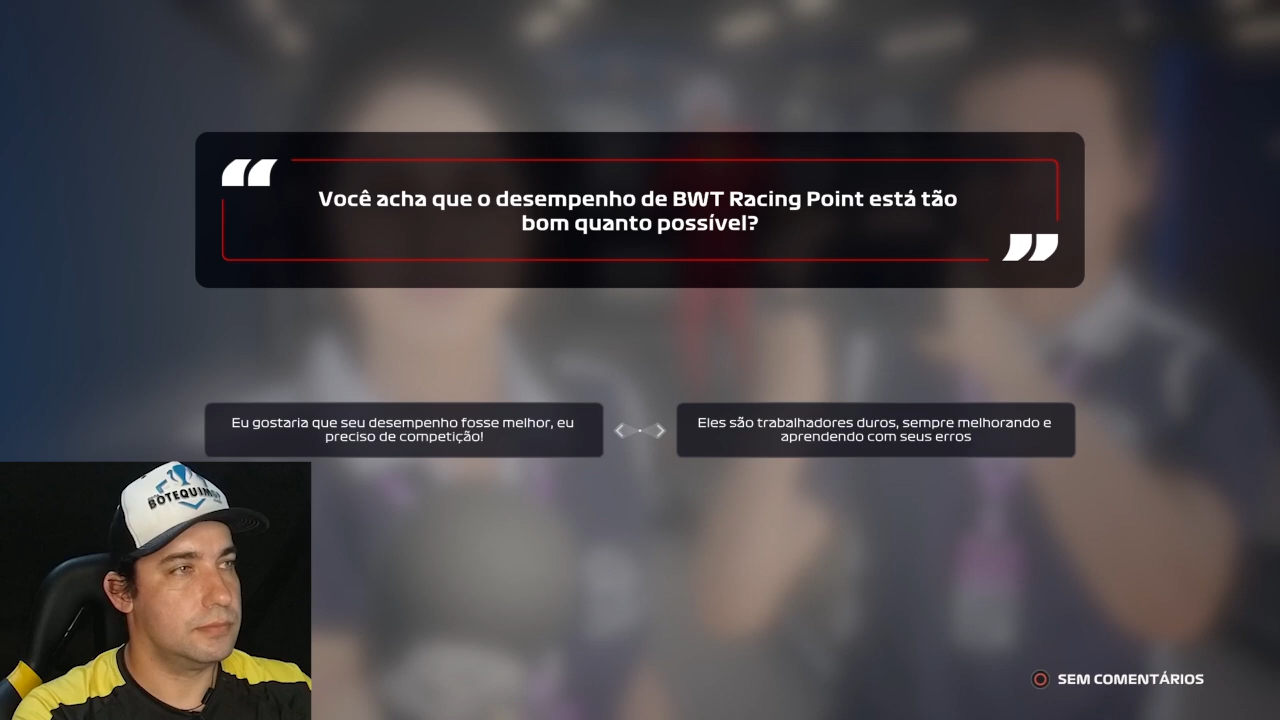 Você acha que o desempenho de BWT Racing Point está tão
bom quanto possível?
Eu gostaria que seu desempenho fosse melhor, eu
preciso de competição!
Eles são trabalhadores duros, sempre melhorando e
aprendendo com seus erros
BOTEQUIM
SEM COMENTÁRIOS